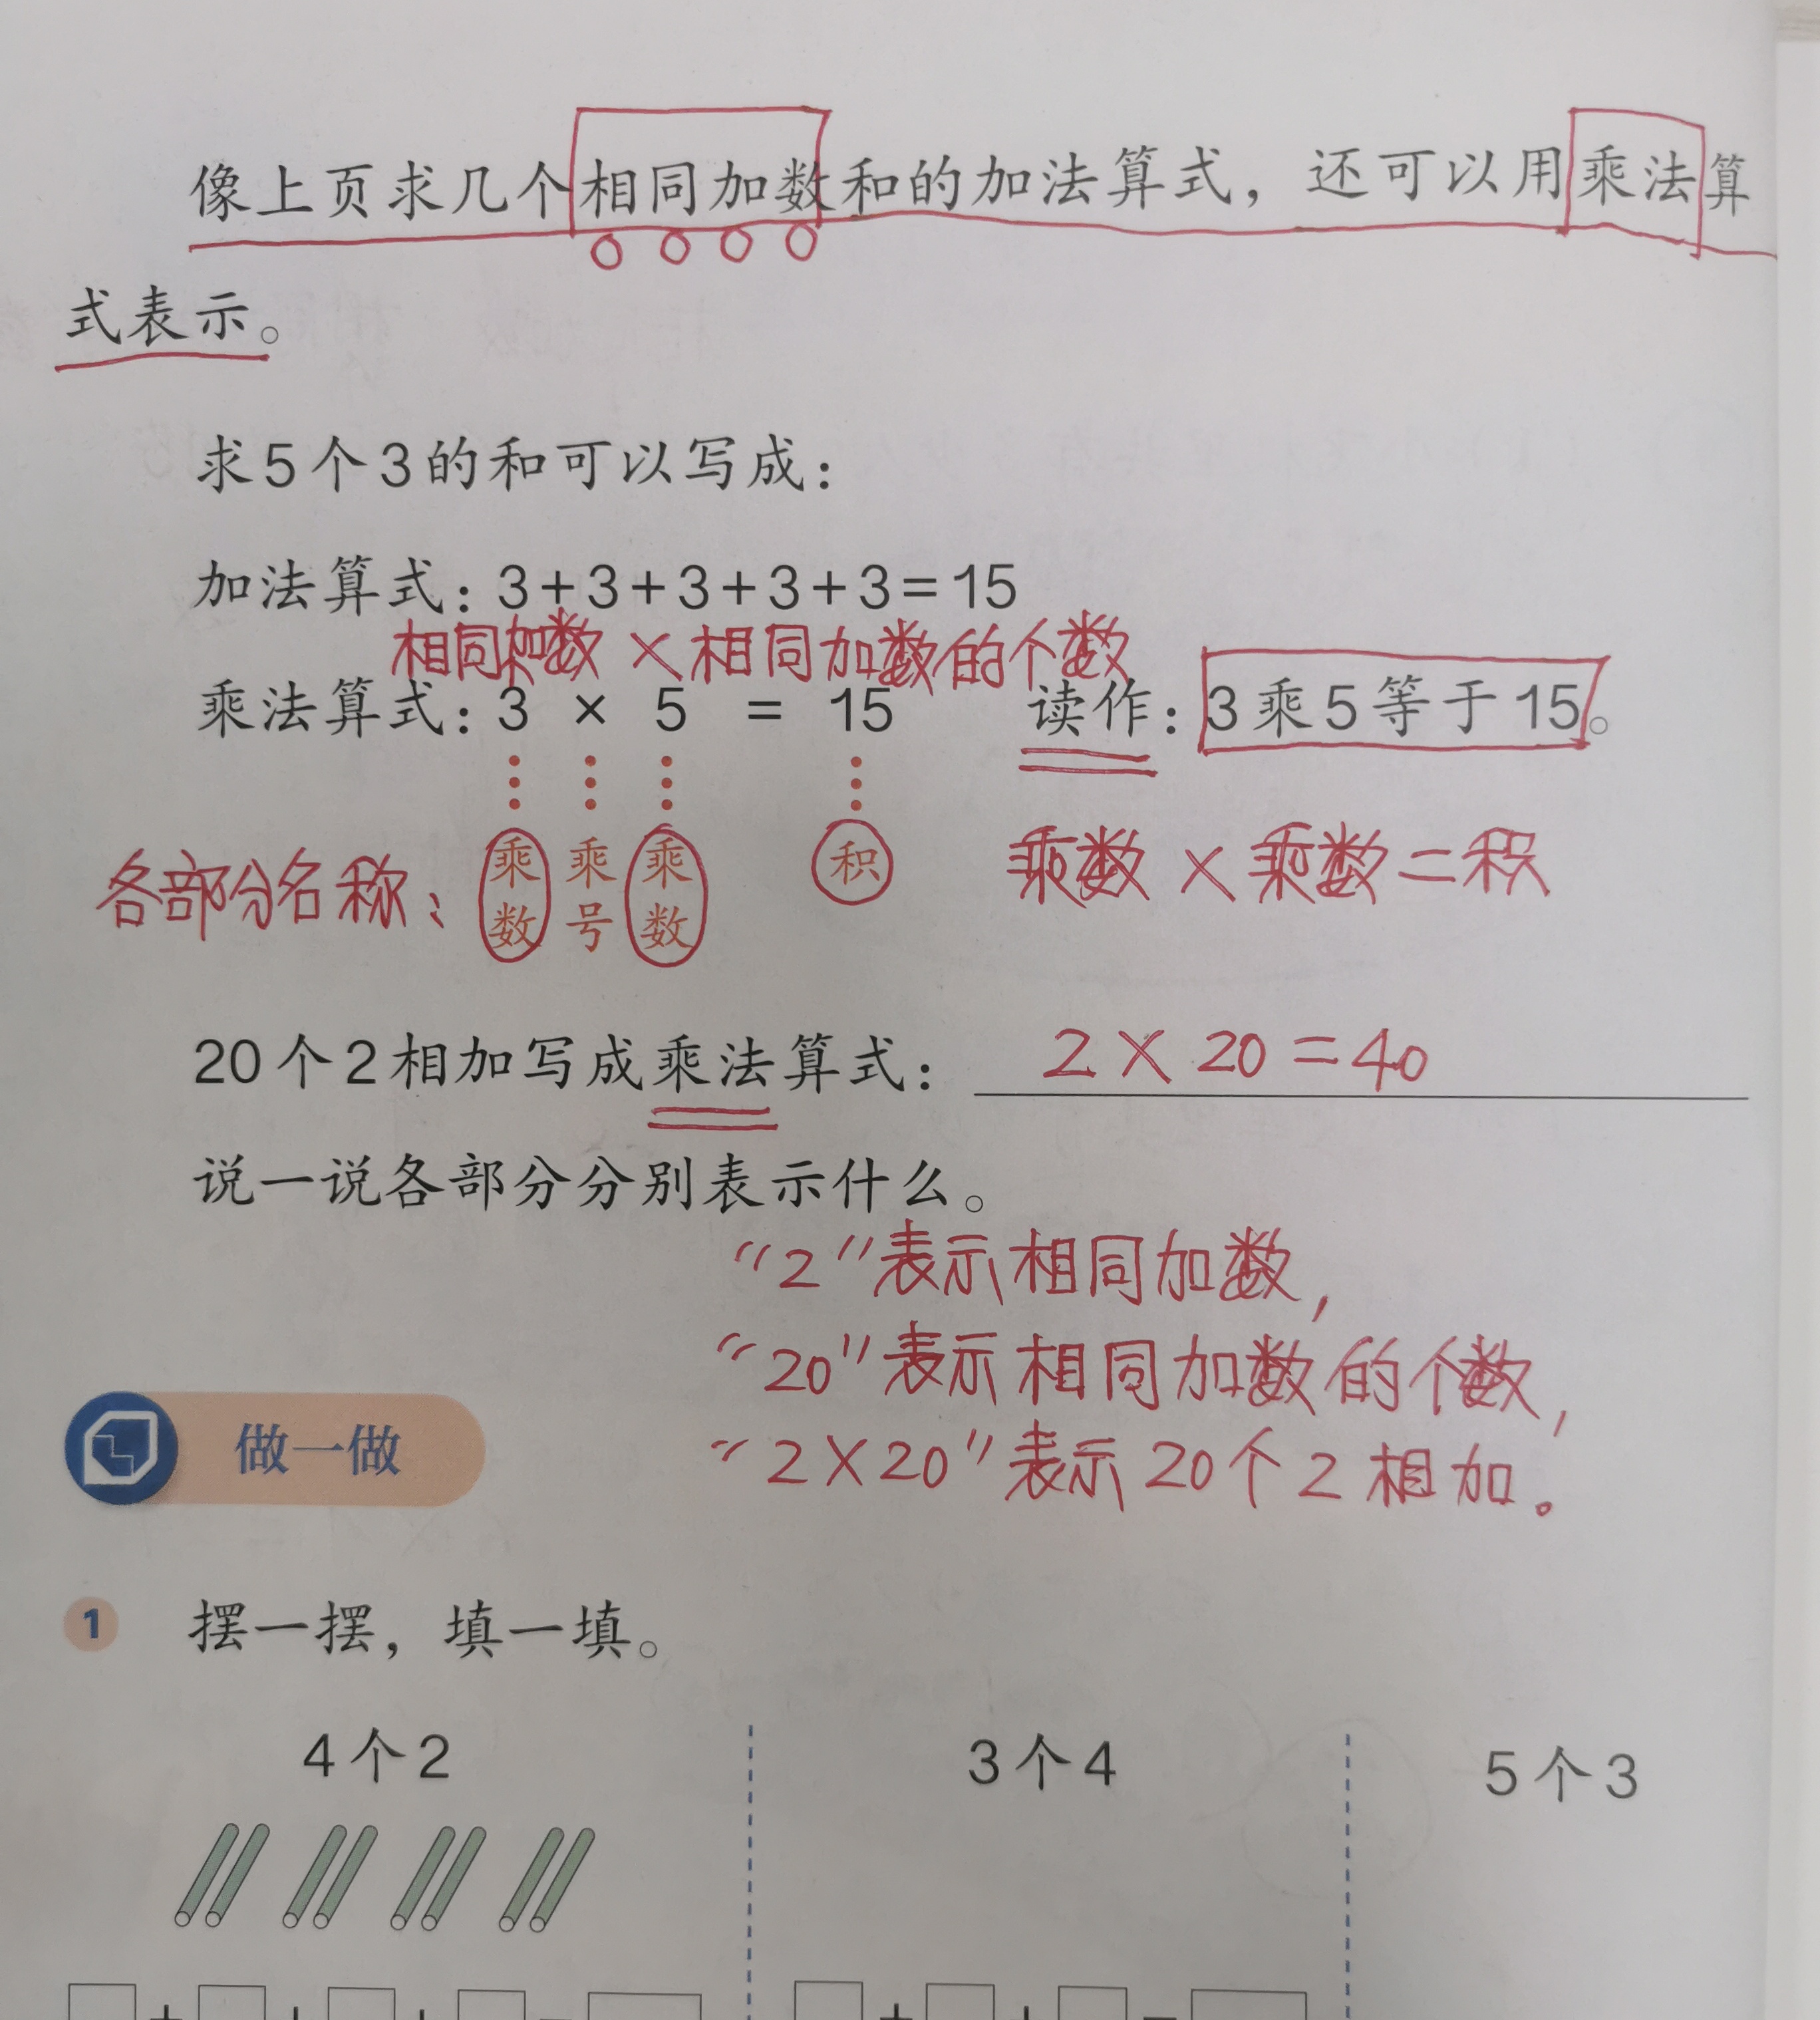 像上页求几个相同加数和的加法算式，还可以用乘法算
式表示。
求5个3的和可以写成：
加法算式：3+3+3+3+3=15
相同加数×相同加数的个数
乘法算式：3 × 5 = 15 读作：3乘5等于15。
各部分名称： 乘数 乘号 乘数 积 乘数×乘数=积
20个2相加写成乘法算式： 2×20=40
说一说各部分分别表示什么。
“2”表示相同加数，
“20”表示相同加数的个数，
“2×20”表示20个2相加。
做一做
1 摆一摆，填一填。
4个2 3个4 5个3